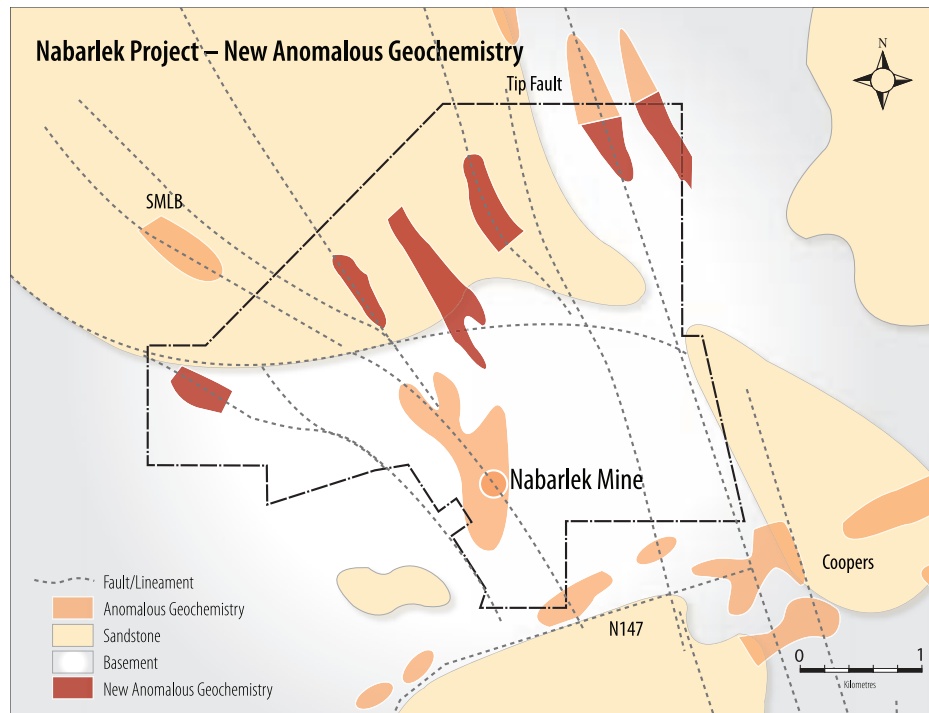 Nabarlek Project – New Anomalous Geochemistry
N
Tip Fault
SMLB
Nabarlek Mine
Coopers
N147
Fault/Lineament
Anomalous Geochemistry
Sandstone
Basement
New Anomalous Geochemistry
0 1
Kilometres